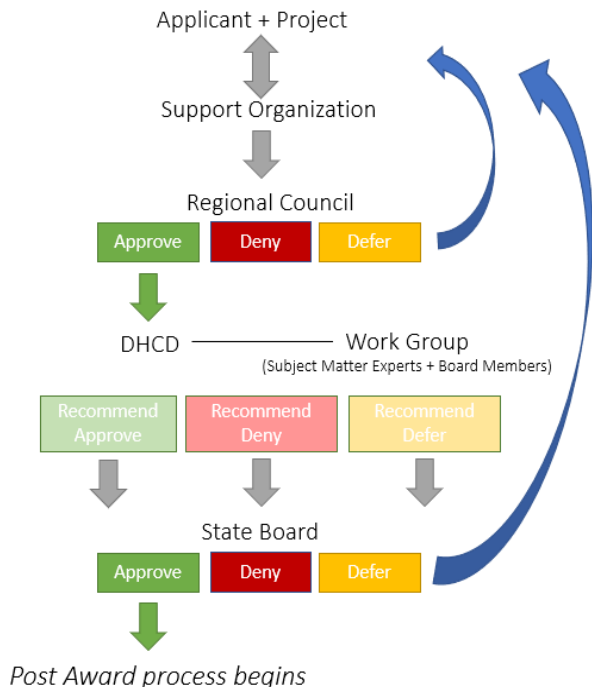 Applicant + Project
Support Organization
Regional Council
Approve Deny Defer
DHCD Work Group
(Subject Matter Experts + Board Members)
Recommend Recommend Recommend
Approve Deny Defer
State Board
Approve Deny Defer
Post Award process begins